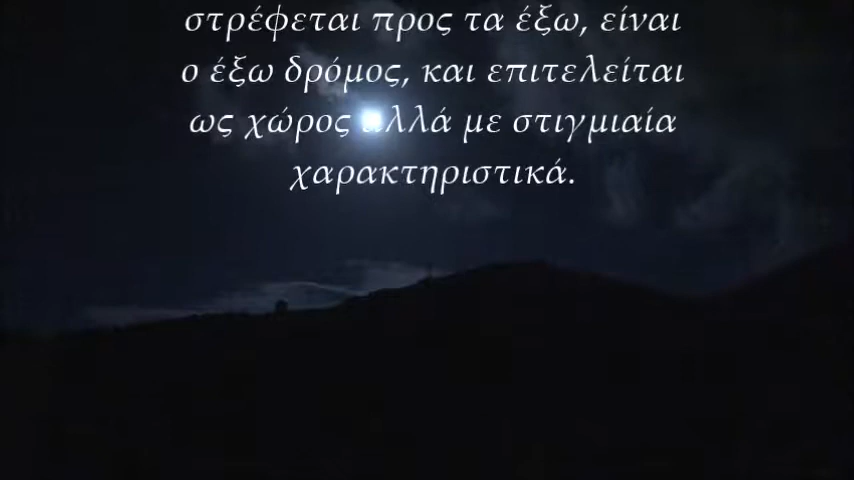 στρέφεται προς τα έξω, είναι
ο έξω δρόμος, και επιτελείται
ως χώρος αλλά με στιγμιαία
χαρακτηριστικά.